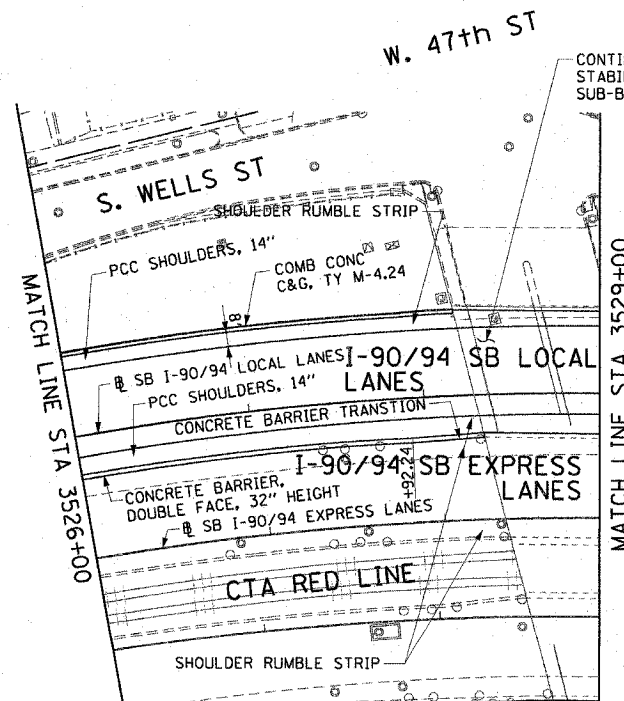 W. 47th ST
S. WELLS ST
SHOULDER RUMBLE STRIP
PCC SHOULDERS, 14"
COMB CONC
C&G, TY M-4.24
8'
MATCH LINE STA 3526+00
MATCH LINE STA 3529+00
I-90/94 SB LOCAL
LANES
℄ SB I-90/94 LOCAL LANES
PCC SHOULDERS, 14"
CONCRETE BARRIER TRANSTION
I-90/94 SB EXPRESS
LANES
+92.24
CONCRETE BARRIER,
DOUBLE FACE, 32" HEIGHT
℄ SB I-90/94 EXPRESS LANES
CTA RED LINE
SHOULDER RUMBLE STRIP